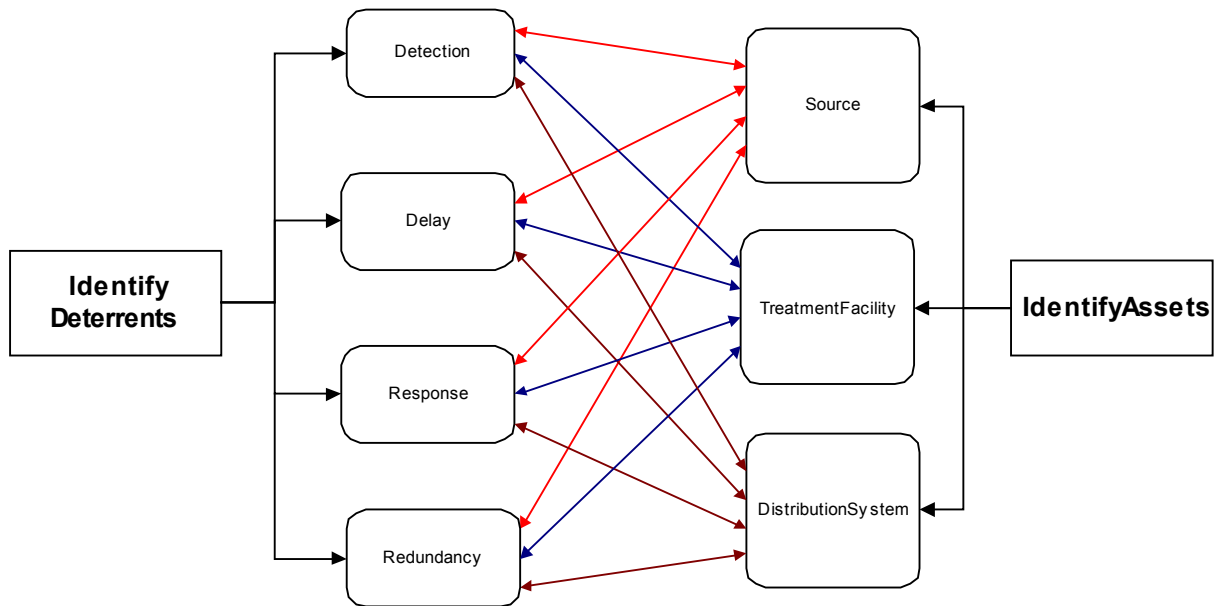 Detection
Source
Delay
Identify
Deterrents
TreatmentFacility
IdentifyAssets
Response
DistributionSystem
Redundancy